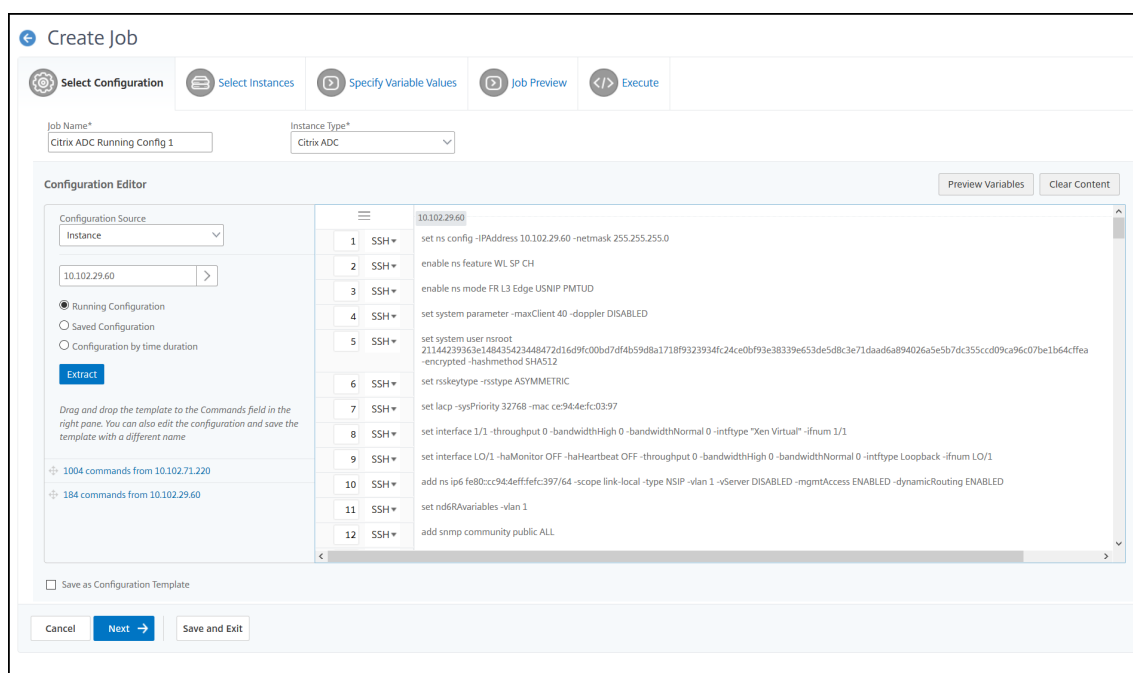 Create Job
Select Configuration
Select Instances
Specify Variable Values
Job Preview
Execute
Job Name*
Instance Type*
Citrix ADC Running Config 1
Citrix ADC
Configuration Editor
Preview Variables
Clear Content
Configuration Source
Instance
10.102.29.60
Running Configuration
Saved Configuration
Configuration by time duration
Extract
Drag and drop the template to the Commands field in the
right pane. You can also edit the configuration and save the
template with a different name
1004 commands from 10.102.71.220
184 commands from 10.102.29.60
10.102.29.60
1 SSH set ns config -IPAddress 10.102.29.60 -netmask 255.255.255.0
2 SSH enable ns feature WL SP CH
3 SSH enable ns mode FR L3 Edge USNIP PMTUD
4 SSH set system parameter -maxClient 40 -doppler DISABLED
5 SSH set system user nsroot
21144239363e148435423448472d16d9fc00bd7df4b59d8a1718f9323934fc24ce0bf93e38339e653de5d8c3e71daad6a894026a5e5b7dc355ccd09ca96c07be1b64cffea
-encrypted -hashmethod SHA512
6 SSH set rsskeytype -rsstype ASYMMETRIC
7 SSH set lacp -sysPriority 32768 -mac ce:94:4e:fc:03:97
8 SSH set interface 1/1 -throughput 0 -bandwidthHigh 0 -bandwidthNormal 0 -intftype "Xen Virtual" -ifnum 1/1
9 SSH set interface LO/1 -haMonitor OFF -haHeartbeat OFF -throughput 0 -bandwidthHigh 0 -bandwidthNormal 0 -intftype Loopback -ifnum LO/1
10 SSH add ns ip6 fe80::cc94:4eff:fefc:397/64 -scope link-local -type NSIP -vlan 1 -vServer DISABLED -mgmtAccess ENABLED -dynamicRouting ENABLED
11 SSH set nd6RAvariables -vlan 1
12 SSH add snmp community public ALL
Save as Configuration Template
Cancel
Next
Save and Exit